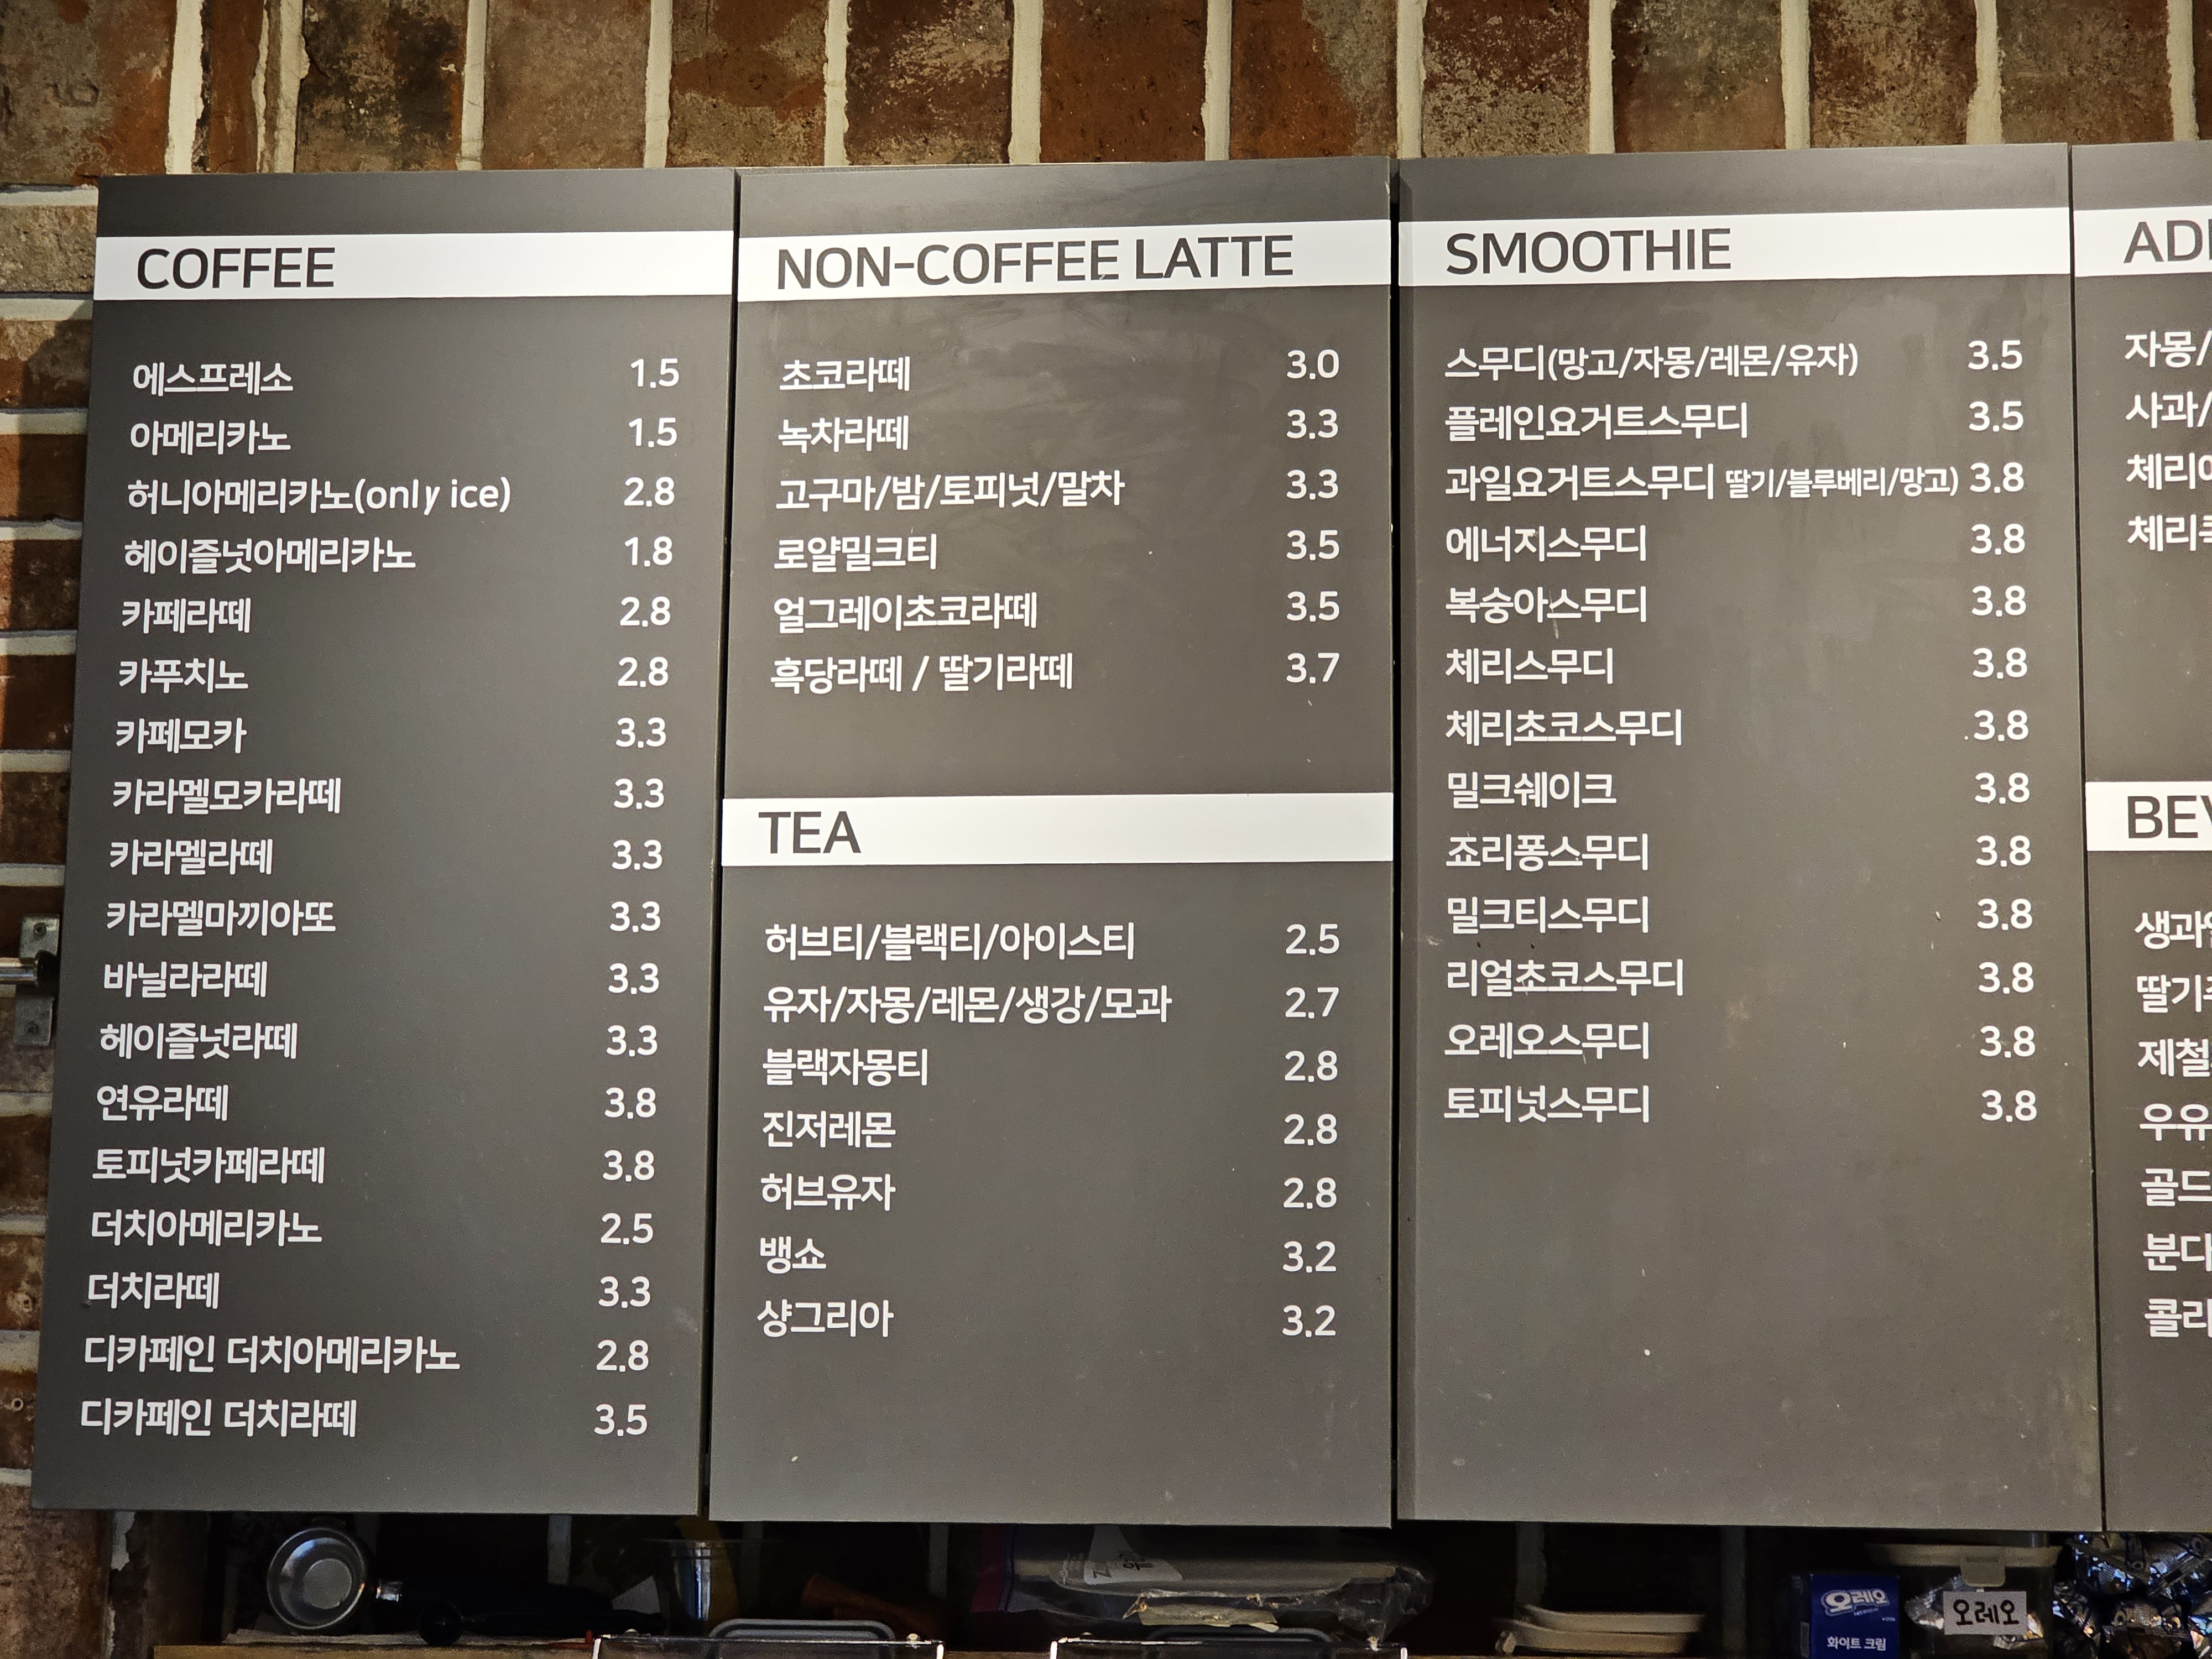 COFFEE
에스프레소 1.5
아메리카노 1.5
허니아메리카노(only ice) 2.8
헤이즐넛아메리카노 1.8
카페라떼 2.8
카푸치노 2.8
카페모카 3.3
카라멜모카라떼 3.3
카라멜라떼 3.3
카라멜마끼아또 3.3
바닐라라떼 3.3
헤이즐넛라떼 3.3
연유라떼 3.8
토피넛카페라떼 3.8
더치아메리카노 2.5
더치라떼 3.3
디카페인 더치아메리카노 2.8
디카페인 더치라떼 3.5
NON-COFFEE LATTE
초코라떼 3.0
녹차라떼 3.3
고구마/밤/토피넛/말차 3.3
로얄밀크티 3.5
얼그레이초코라떼 3.5
흑당라떼 / 딸기라떼 3.7
TEA
허브티/블랙티/아이스티 2.5
유자/자몽/레몬/생강/모과 2.7
블랙자몽티 2.8
진저레몬 2.8
허브유자 2.8
뱅쇼 3.2
샹그리아 3.2
SMOOTHIE
스무디(망고/자몽/레몬/유자) 3.5
플레인요거트스무디 3.5
과일요거트스무디 딸기/블루베리/망고) 3.8
에너지스무디 3.8
복숭아스무디 3.8
체리스무디 3.8
체리초코스무디 3.8
밀크쉐이크 3.8
죠리퐁스무디 3.8
밀크티스무디 3.8
리얼초코스무디 3.8
오레오스무디 3.8
토피넛스무디 3.8
자몽/
사과/
우유
골드
오레오
화이트 크림
오레오